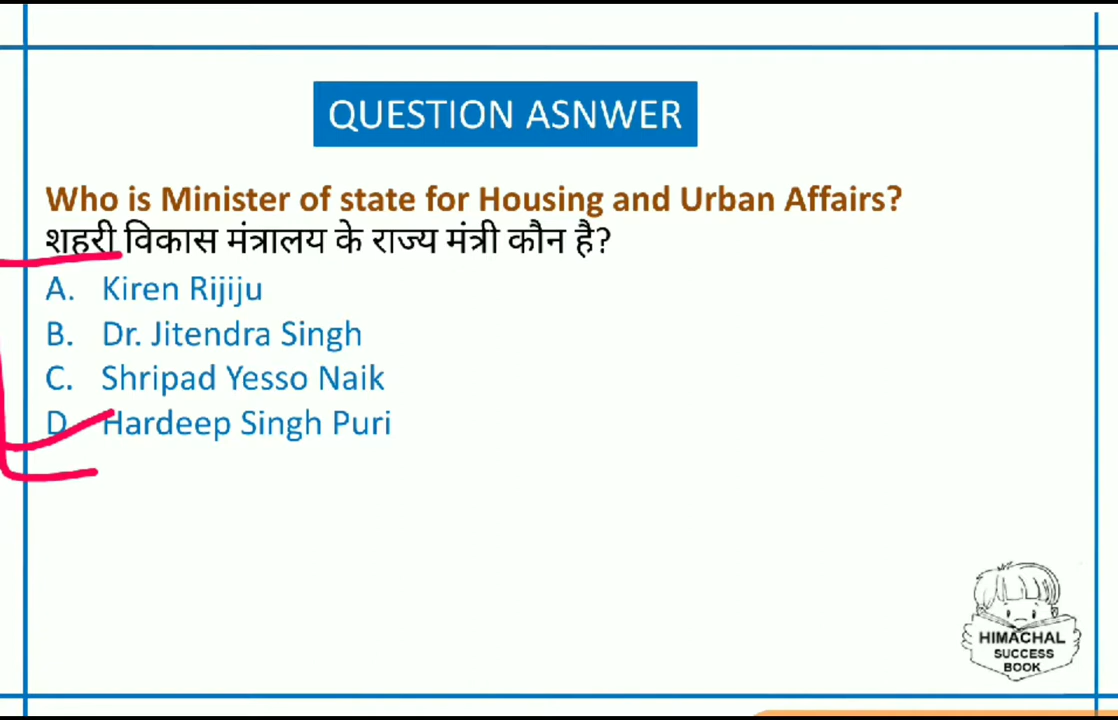 QUESTION ASNWER
Who is Minister of state for Housing and Urban Affairs?
शहरी विकास मंत्रालय के राज्य मंत्री कौन है?
A. Kiren Rijiju
B. Dr. Jitendra Singh
C. Shripad Yesso Naik
D. Hardeep Singh Puri
HIMACHAL
SUCCESS
BOOK